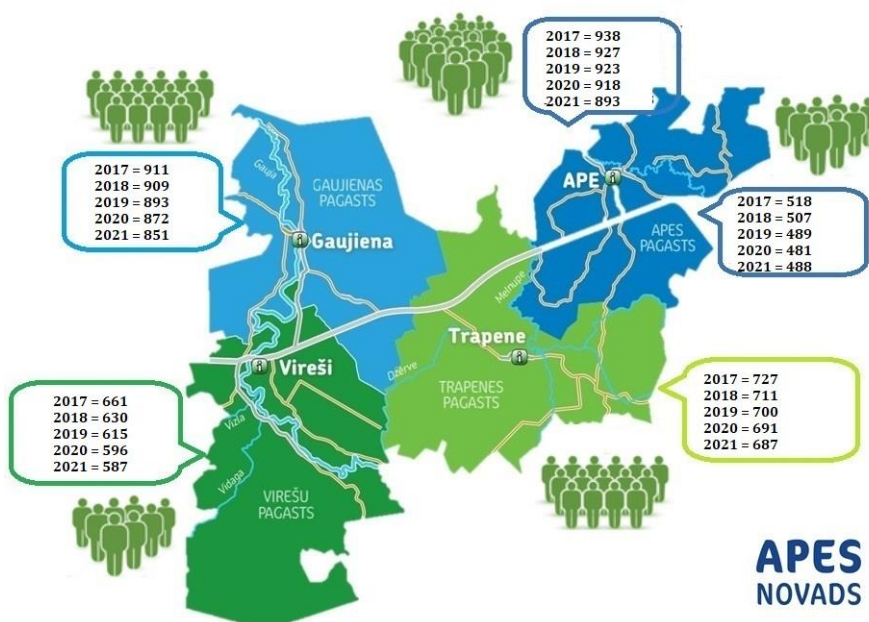 2017 = 938
2018 = 927
2019 = 923
2020 = 918
2021 = 893
2017 = 911
2018 = 909
2019 = 893
2020 = 872
2021 = 851
Gauja
GAUJIENAS
PAGASTS
Gaujiena
APE
APES
PAGASTS
2017 = 518
2018 = 507
2019 = 489
2020 = 481
2021 = 488
Melnupe
Trapene
Dzērve
TRAPENES
PAGASTS
Vireši
2017 = 661
2018 = 630
2019 = 615
2020 = 596
2021 = 587
Vizla
Vidaga
VIREŠU
PAGASTS
2017 = 727
2018 = 711
2019 = 700
2020 = 691
2021 = 687
APES
NOVADS